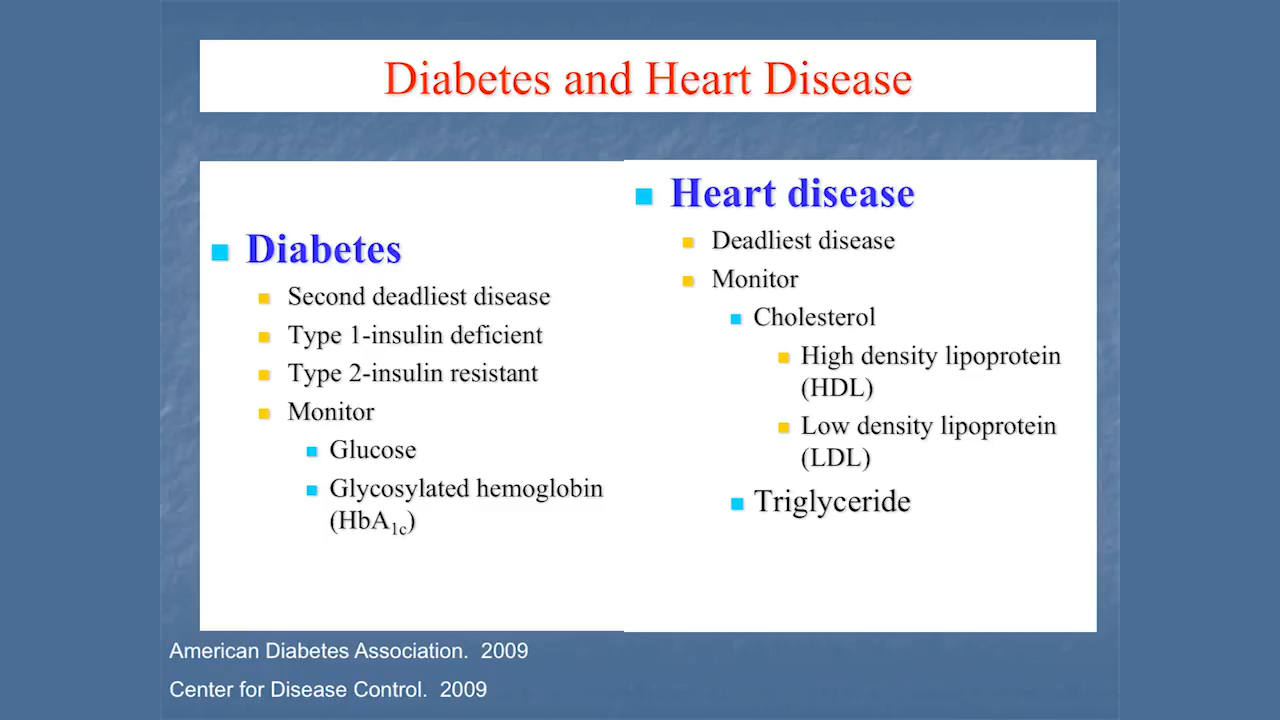 Diabetes and Heart Disease
Diabetes
Second deadliest disease
Type 1-insulin deficient
Type 2-insulin resistant
Monitor
Glucose
Glycosylated hemoglobin
(HbA1c)
Heart disease
Deadliest disease
Monitor
Cholesterol
High density lipoprotein
(HDL)
Low density lipoprotein
(LDL)
Triglyceride
American Diabetes Association.  2009
Center for Disease Control.  2009